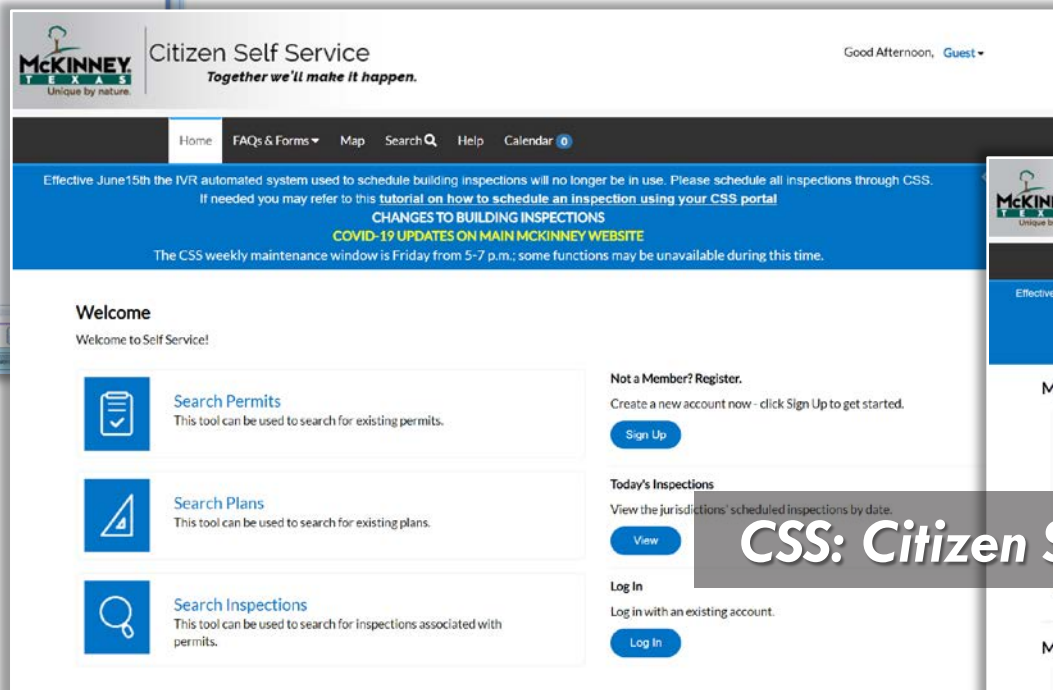 McKINNEY
TEXAS
Unique by nature.
Citizen Self Service
Together we'll make it happen.
Good Afternoon, Guest
Home FAQs & Forms Map Search Help Calendar 0
Effective June15th the IVR automated system used to schedule building inspections will no longer be in use. Please schedule all inspections through CSS.
If needed you may refer to this tutorial on how to schedule an inspection using your CSS portal
CHANGES TO BUILDING INSPECTIONS
COVID-19 UPDATES ON MAIN MCKINNEY WEBSITE
The CSS weekly maintenance window is Friday from 5-7 p.m.; some functions may be unavailable during this time.
Welcome
Welcome to Self Service!
Search Permits
This tool can be used to search for existing permits.
Search Plans
This tool can be used to search for existing plans.
Search Inspections
This tool can be used to search for inspections associated with
permits.
Not a Member? Register.
Create a new account now - click Sign Up to get started.
Sign Up
Today's Inspections
View the jurisdictions' scheduled inspections by date.
View
Log In
Log in with an existing account.
Log In
CSS: Citizen S
McKIN
TEX
Unique b
Effective
M
M